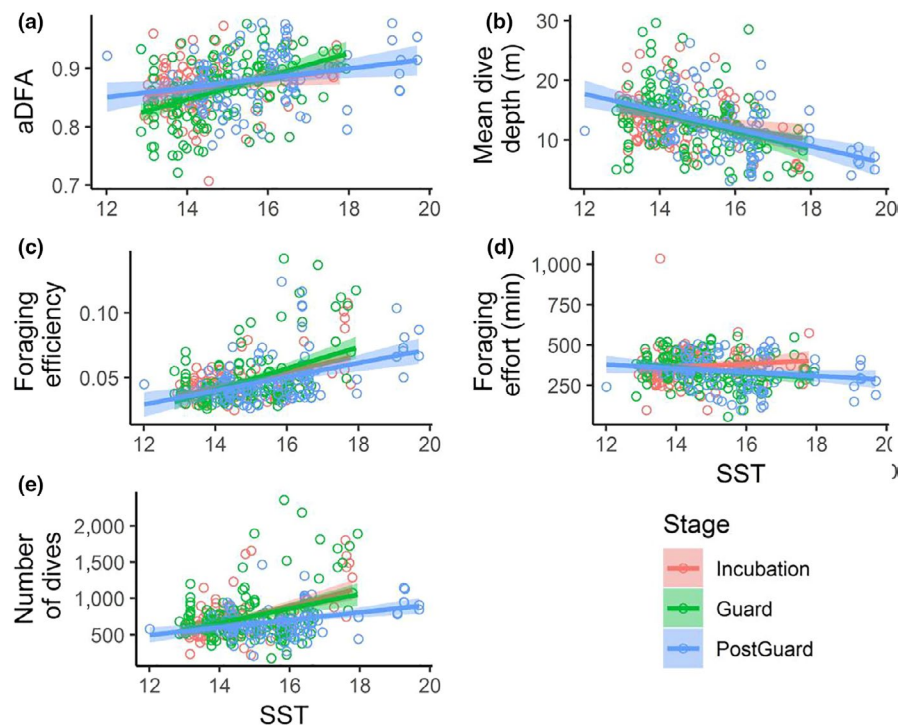 (a)
aDFA
0.9
0.8
0.7
12 14 16 18 20
(b)
Mean dive
depth (m)
30
20
10
12 14 16 18 20
(c)
Foraging
efficiency
0.10
0.05
12 14 16 18 20
(d)
Foraging
effort (min)
1,000
750
500
250
12 14 16 18 20
SST
(e)
Number
of dives
2,000
1,500
1,000
500
12 14 16 18 20
SST
Stage
Incubation
Guard
PostGuard